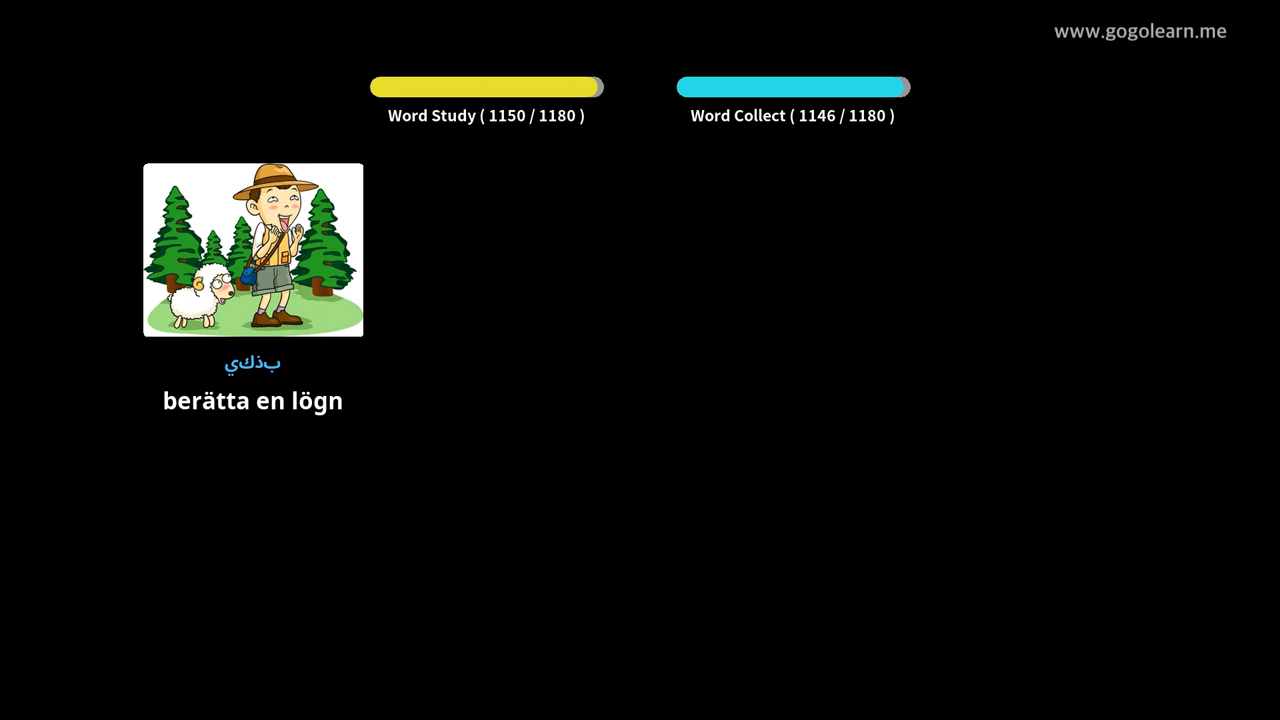 www.gogolearn.me
Word Study ( 1150 / 1180 )
Word Collect ( 1146 / 1180 )
بذكي
berätta en lögn